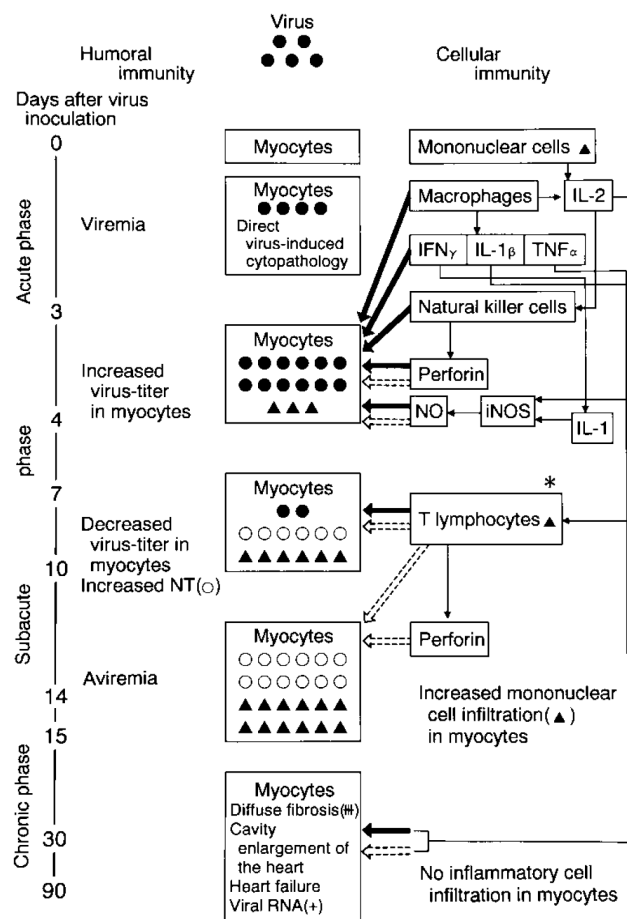 Virus
Humoral
immunity
Cellular
immunity
Days after virus
inoculation
0
Myocytes
Mononuclear cells ▲
Acute phase
Viremia
Myocytes
Direct
virus-induced
cytopathology
Macrophages
IL-2
IFNγ
IL-1β
TNFα
3
Natural killer cells
Increased
virus-titer
in myocytes
Myocytes
Perforin
4
NO
iNOS
IL-1
phase
7
Decreased
virus-titer in
myocytes
Increased NT(○)
Myocytes
*
T lymphocytes ▲
10
Subacute
Aviremia
Myocytes
Perforin
14
15
Increased mononuclear
cell infiltration(▲)
in myocytes
Chronic phase
30
90
Myocytes
Diffuse fibrosis(卌)
Cavity
enlargement of
the heart
Heart failure
Viral RNA(+)
No inflammatory cell
infiltration in myocytes